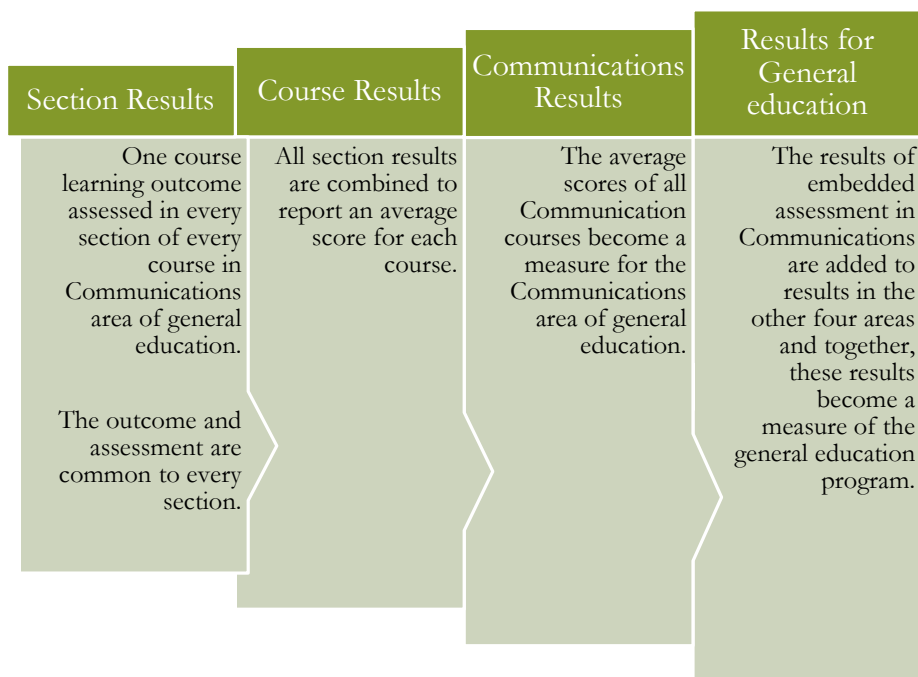 Section Results
One course
learning outcome
assessed in every
section of every
course in
Communications
area of general
education.
The outcome and
assessment are
common to every
section.
Course Results
All section results
are combined to
report an average
score for each
course.
Communications
Results
The average
scores of all
Communication
courses become a
measure for the
Communications
area of general
education.
Results for
General
education
The results of
embedded
assessment in
Communications
are added to
results in the
other four areas
and together,
these results
become a
measure of the
general education
program.